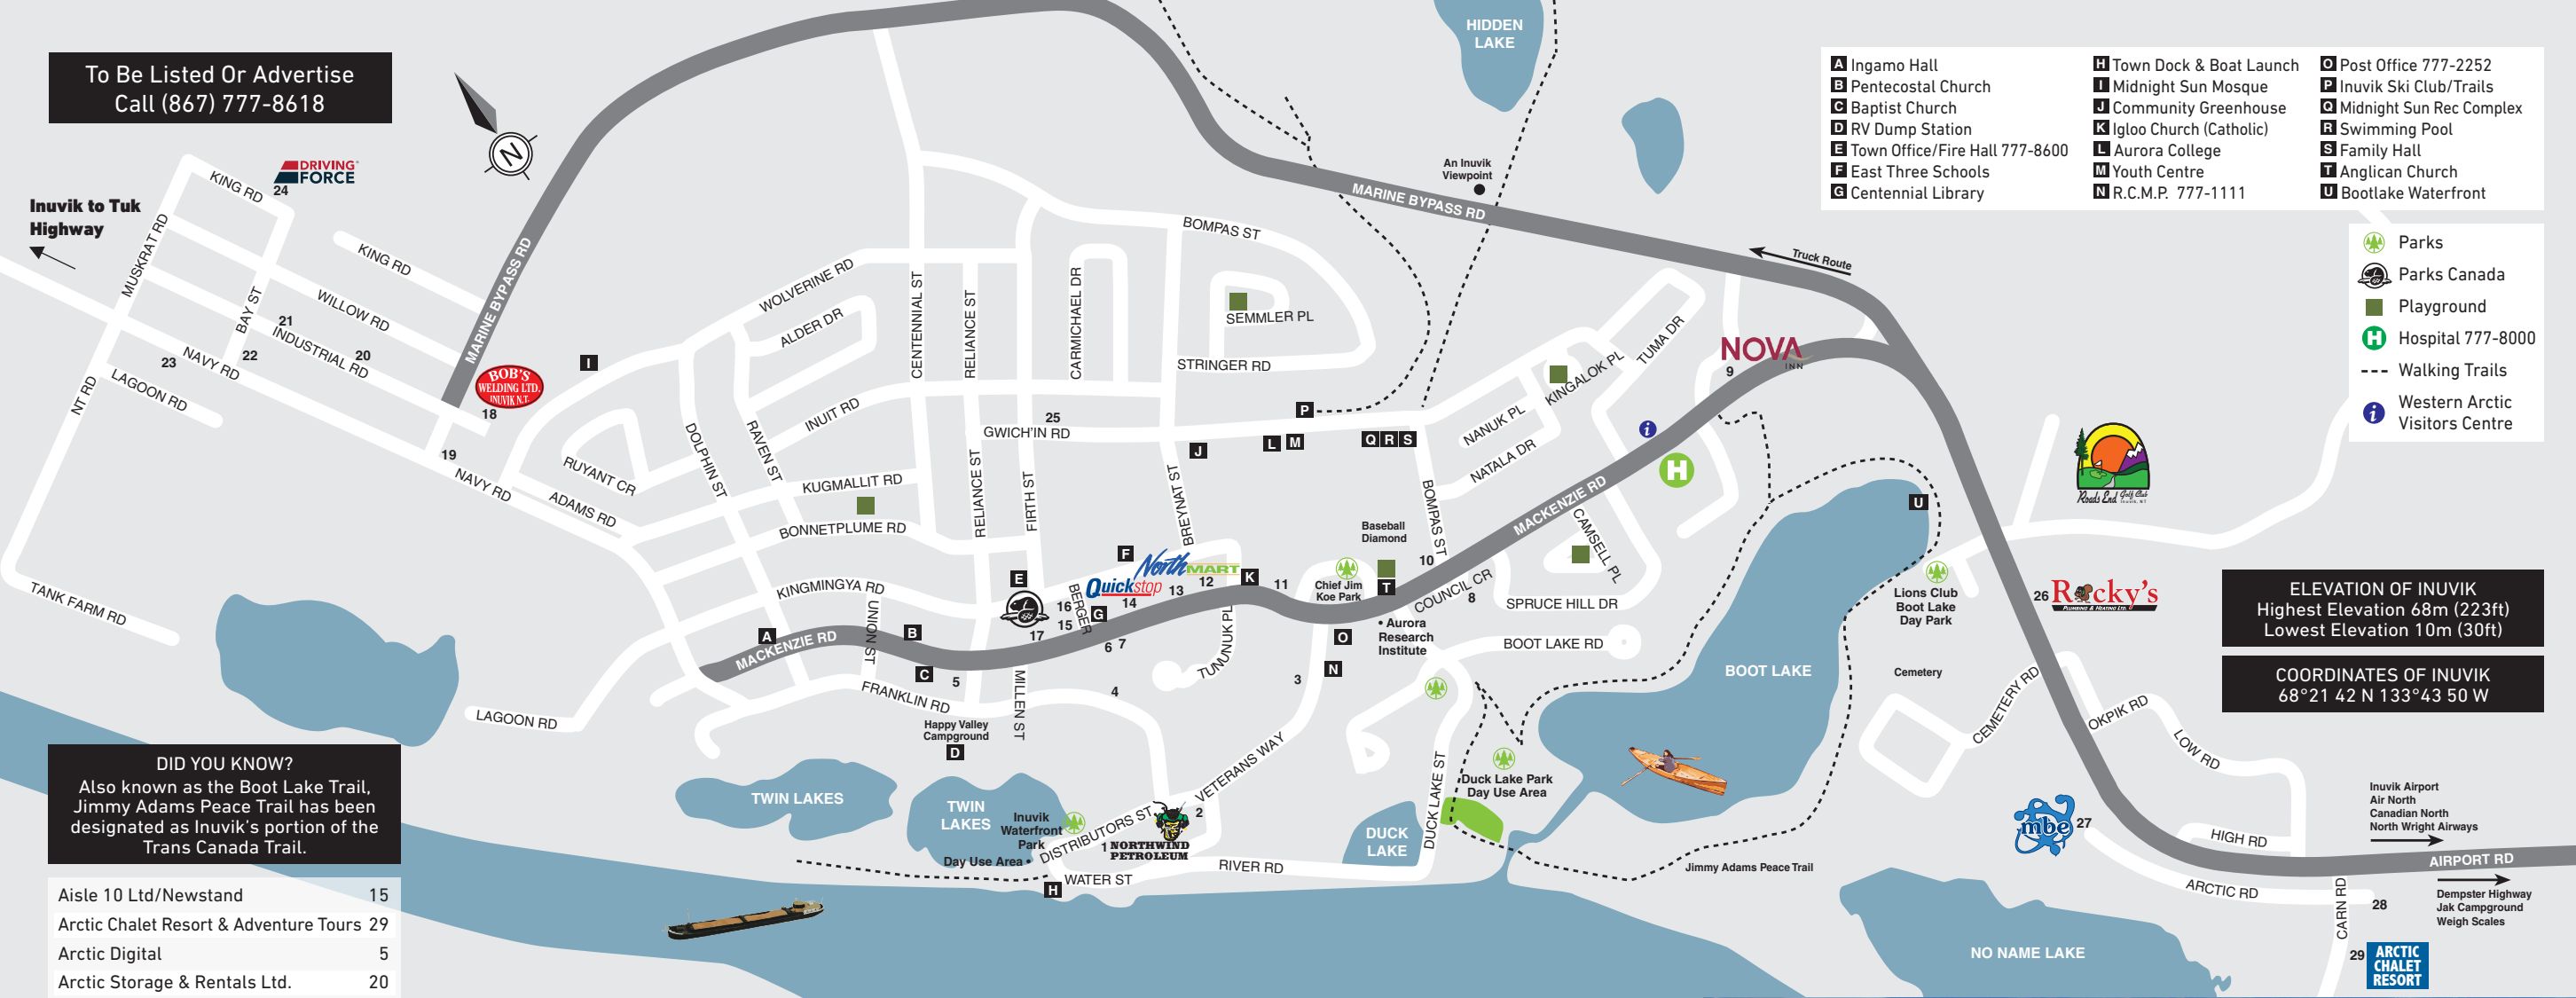 To Be Listed Or Advertise
Call (867) 777-8618
Inuvik to Tuk
Highway
DRIVING
FORCE
24
KING RD
MUSKRAT RD
KING RD
WILLOW RD
BAY ST
21
INDUSTRIAL RD
20
22
23
NAVY RD
LAGOON RD
NT RD
TANK FARM RD
N
MARINE BYPASS RD
BOB'S
WELDING LTD.
INUVIK N.T.
18
19
NAVY RD
I
RUYANT CR
ADAMS RD
DOLPHIN ST
RAVEN ST
WOLVERINE RD
ALDER DR
INUIT RD
KUGMALLIT RD
BONNETPLUME RD
KINGMINGYA RD
CENTENNIAL ST
RELIANCE ST
CARMICHAEL DR
25
GWICH'IN RD
RELIANCE ST
FIRTH ST
BREYNAT ST
BOMPAS ST
SEMMLER PL
STRINGER RD
HIDDEN
LAKE
An Inuvik
Viewpoint
MARINE BYPASS RD
Truck Route
P
J
L
M
Q
R
S
NANUK PL
NATALA DR
KINGALOK PL
TUMA DR
NOVA
INN
9
i
H
MACKENZIE RD
BOMPAS ST
CAMSELL PL
10
COUNCIL CR
8
SPRUCE HILL DR
BOOT LAKE RD
Baseball
Diamond
Chief Jim
Koe Park
T
• Aurora
Research
Institute
O
N
3
11
K
F
NorthMART
Quickstop
12
13
14
E
16
15
17
BERGER
G
6
7
TUNUNUK PL
4
A
MACKENZIE RD
UNION ST
B
C
5
FRANKLIN RD
MILLEN ST
Happy Valley
Campground
D
LAGOON RD
TWIN LAKES
TWIN
LAKES
Inuvik
Waterfront
Park
Day Use Area •
DISTRIBUTORS ST
1
NORTHWIND
PETROLEUM
2
VETERANS WAY
H
WATER ST
RIVER RD
DUCK
LAKE
DUCK LAKE ST
Duck Lake Park
Day Use Area
BOOT LAKE
U
Jimmy Adams Peace Trail
Lions Club
Boot Lake
Day Park
Cemetery
CEMETERY RD
Roads End Golf Club
26
Rocky's
PLUMBING & HEATING LTD.
OKPIK RD
LOW RD
HIGH RD
mbe
27
ARCTIC RD
AIRPORT RD
Inuvik Airport
Air North
Canadian North
North Wright Airways
Dempster Highway
Jak Campground
Weigh Scales
CARN RD
28
29
ARCTIC
CHALET
RESORT
NO NAME LAKE
A Ingamo Hall
B Pentecostal Church
C Baptist Church
D RV Dump Station
E Town Office/Fire Hall 777-8600
F East Three Schools
G Centennial Library
H Town Dock & Boat Launch
I Midnight Sun Mosque
J Community Greenhouse
K Igloo Church (Catholic)
L Aurora College
M Youth Centre
N R.C.M.P. 777-1111
O Post Office 777-2252
P Inuvik Ski Club/Trails
Q Midnight Sun Rec Complex
R Swimming Pool
S Family Hall
T Anglican Church
U Bootlake Waterfront
Parks
Parks Canada
Playground
H Hospital 777-8000
Walking Trails
i Western Arctic
Visitors Centre
ELEVATION OF INUVIK
Highest Elevation 68m (223ft)
Lowest Elevation 10m (30ft)
COORDINATES OF INUVIK
68°21 42 N 133°43 50 W
DID YOU KNOW?
Also known as the Boot Lake Trail,
Jimmy Adams Peace Trail has been
designated as Inuvik's portion of the
Trans Canada Trail.
Aisle 10 Ltd/Newstand 15
Arctic Chalet Resort & Adventure Tours 29
Arctic Digital 5
Arctic Storage & Rentals Ltd. 20